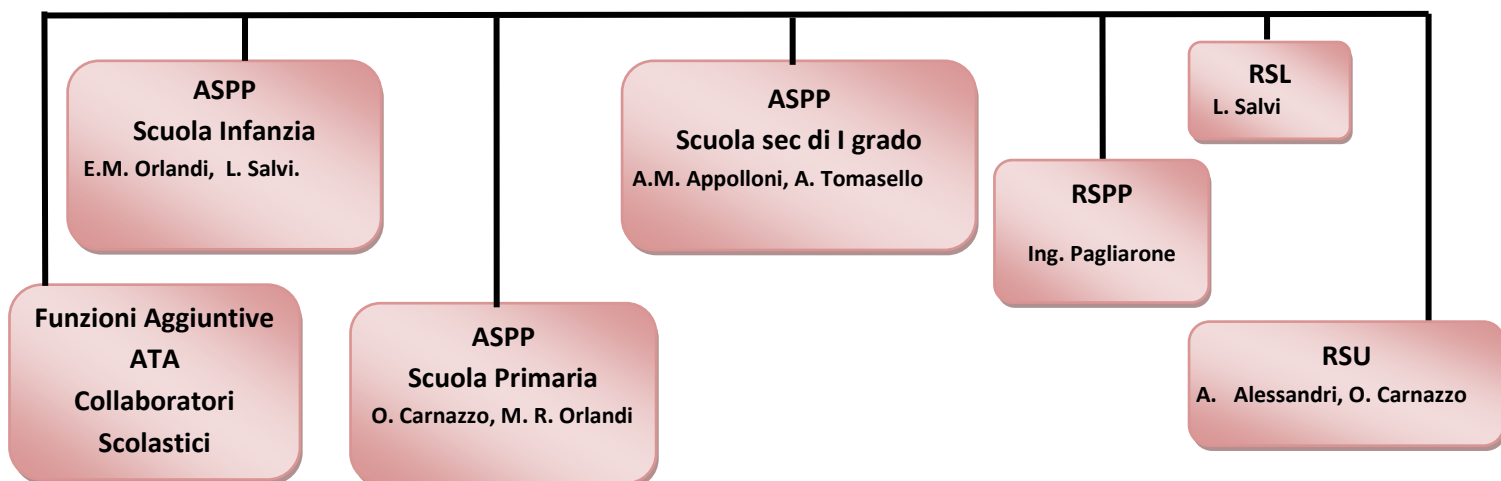 ASPP
Scuola Infanzia
E.M. Orlandi, L. Salvi.
ASPP
Scuola sec di I grado
A.M. Appolloni, A. Tomasello
RSL
L. Salvi
RSPP
Ing. Pagliarone
Funzioni Aggiuntive
ATA
Collaboratori
Scolastici
ASPP
Scuola Primaria
O. Carnazzo, M. R. Orlandi
RSU
A. Alessandri, O. Carnazzo